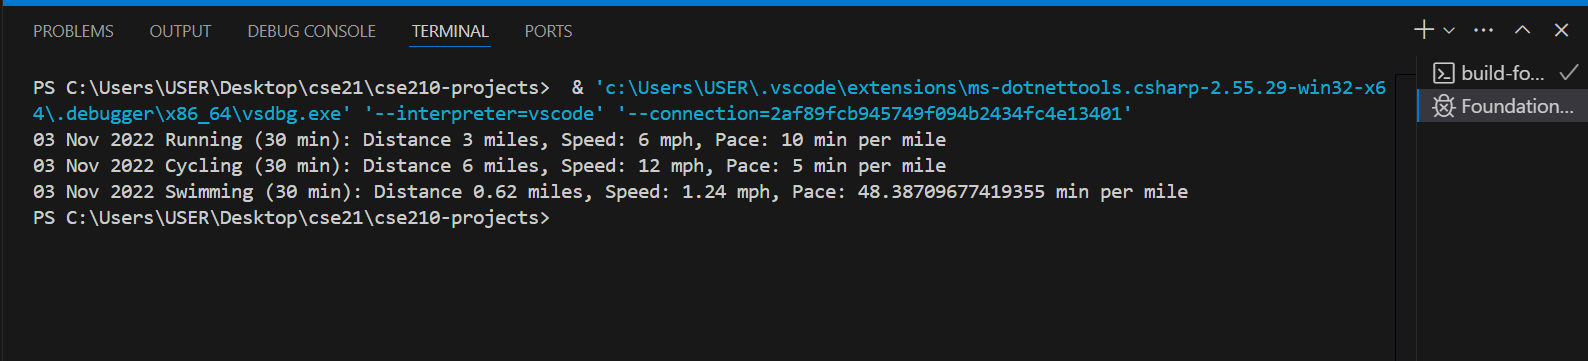 PROBLEMS OUTPUT DEBUG CONSOLE TERMINAL PORTS
PS C:\Users\USER\Desktop\cse21\cse210-projects>  & 'c:\Users\USER\.vscode\extensions\ms-dotnettools.csharp-2.55.29-win32-x6
4\.debugger\x86_64\vsdbg.exe' '--interpreter=vscode' '--connection=2af89fcb945749f094b2434fc4e13401'
03 Nov 2022 Running (30 min): Distance 3 miles, Speed: 6 mph, Pace: 10 min per mile
03 Nov 2022 Cycling (30 min): Distance 6 miles, Speed: 12 mph, Pace: 5 min per mile
03 Nov 2022 Swimming (30 min): Distance 0.62 miles, Speed: 1.24 mph, Pace: 48.38709677419355 min per mile
PS C:\Users\USER\Desktop\cse21\cse210-projects>
build-fo...
Foundation...